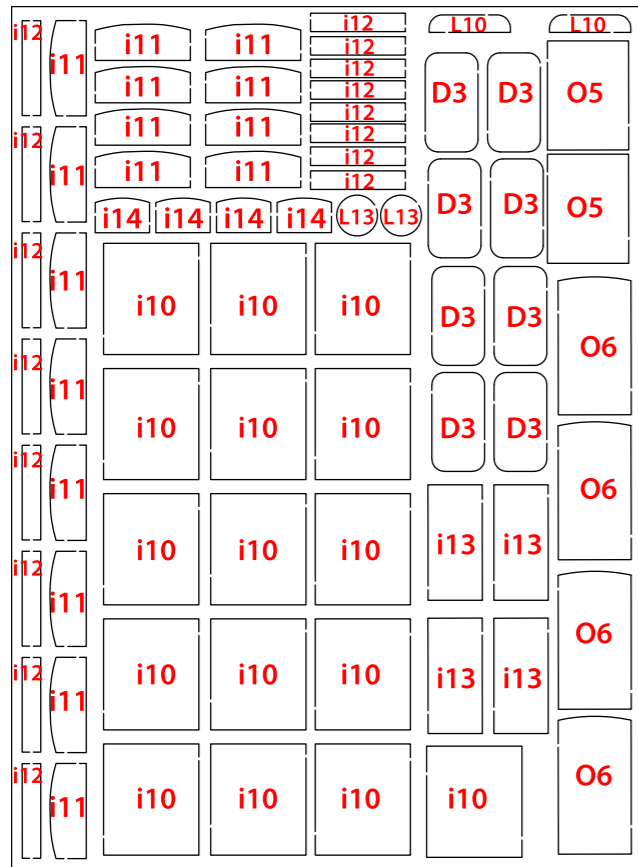 i12 i11 i11 i12 L10 L10
i11 i12
i12
i11 i11 i12 D3 D3 O5
i12
i12 i11 i11 i11 i12
i12
i11 i11 i12 D3 D3 O5
i14 i14 i14 i14 L13 L13
i12 i11 i10 i10 i10 D3 D3 O6
i12 i11 i10 i10 i10 D3 D3
i12 i11 O6
i10 i10 i10 i13 i13
i12 i11 O6
i12 i11 i10 i10 i10 i13 i13
i12 i11 i10 i10 i10 i10 O6